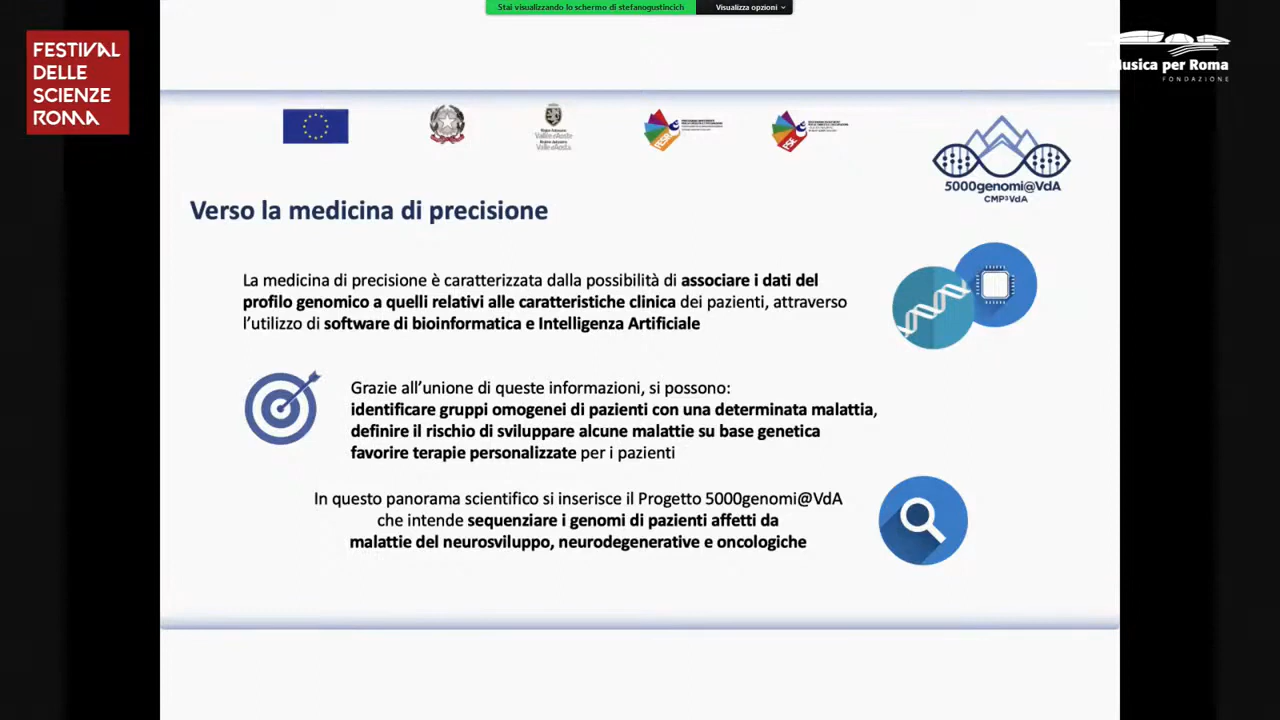 Stai visualizzando lo schermo di stefanogustincich
Visualizza opzioni
FESTIVAL
DELLE
SCIENZE
ROMA
Musica per Roma
FONDAZIONE
FESR
FSE
5000genomi@VdA
CMP³VdA
Verso la medicina di precisione
La medicina di precisione è caratterizzata dalla possibilità di associare i dati del
profilo genomico a quelli relativi alle caratteristiche clinica dei pazienti, attraverso
l’utilizzo di software di bioinformatica e Intelligenza Artificiale
Grazie all’unione di queste informazioni, si possono:
identificare gruppi omogenei di pazienti con una determinata malattia,
definire il rischio di sviluppare alcune malattie su base genetica
favorire terapie personalizzate per i pazienti
In questo panorama scientifico si inserisce il Progetto 5000genomi@VdA
che intende sequenziare i genomi di pazienti affetti da
malattie del neurosviluppo, neurodegenerative e oncologiche